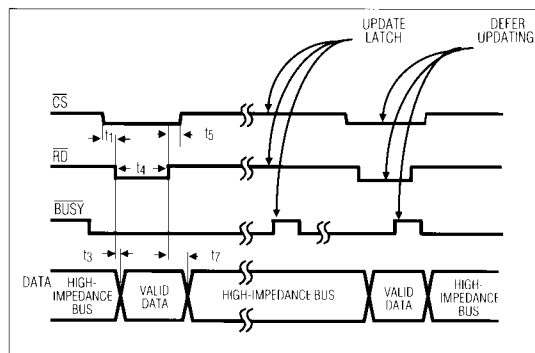 UPDATE
LATCH
DEFER
UPDATING
CS
t1
t5
RD
t4
BUSY
t3
t7
DATA
HIGH-
IMPEDANCE
BUS
VALID
DATA
HIGH-IMPEDANCE BUS
VALID
DATA
HIGH-
IMPEDANCE
BUS